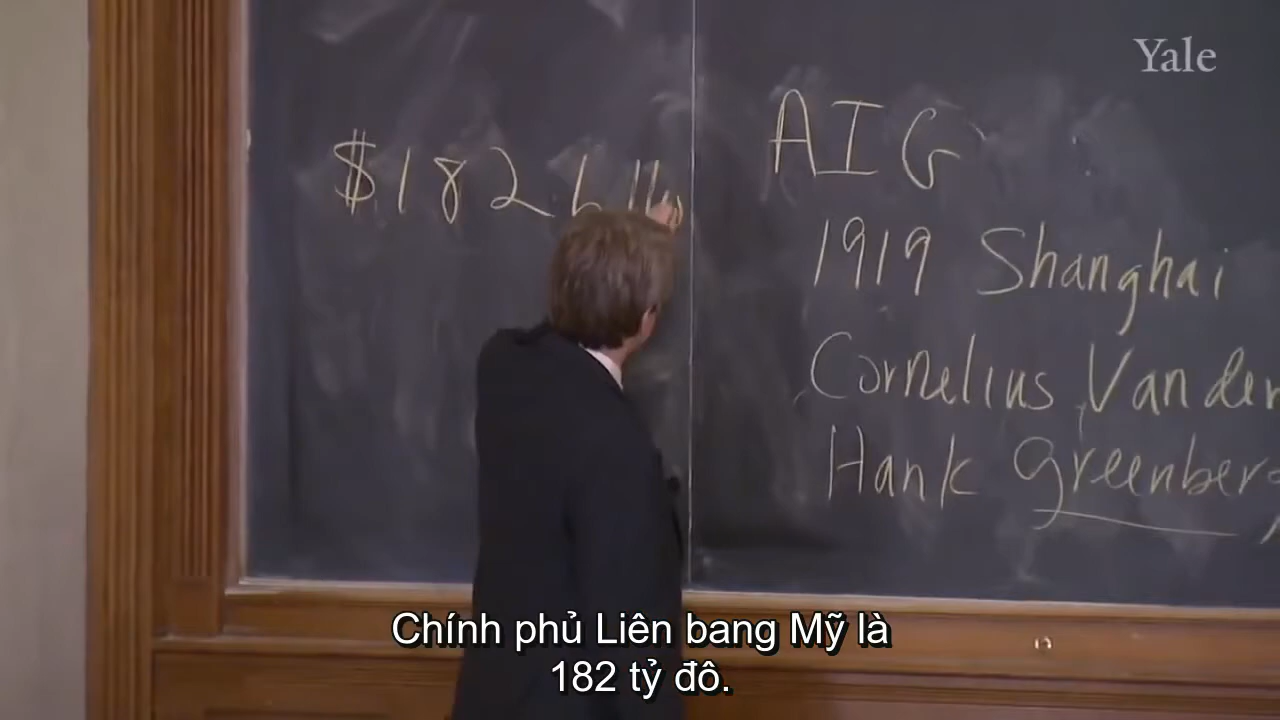 Yale
$182 bil
AIG
1919 Shanghai
Cornelius Vander
Hank Greenberg
Chính phủ Liên bang Mỹ là
182 tỷ đô.